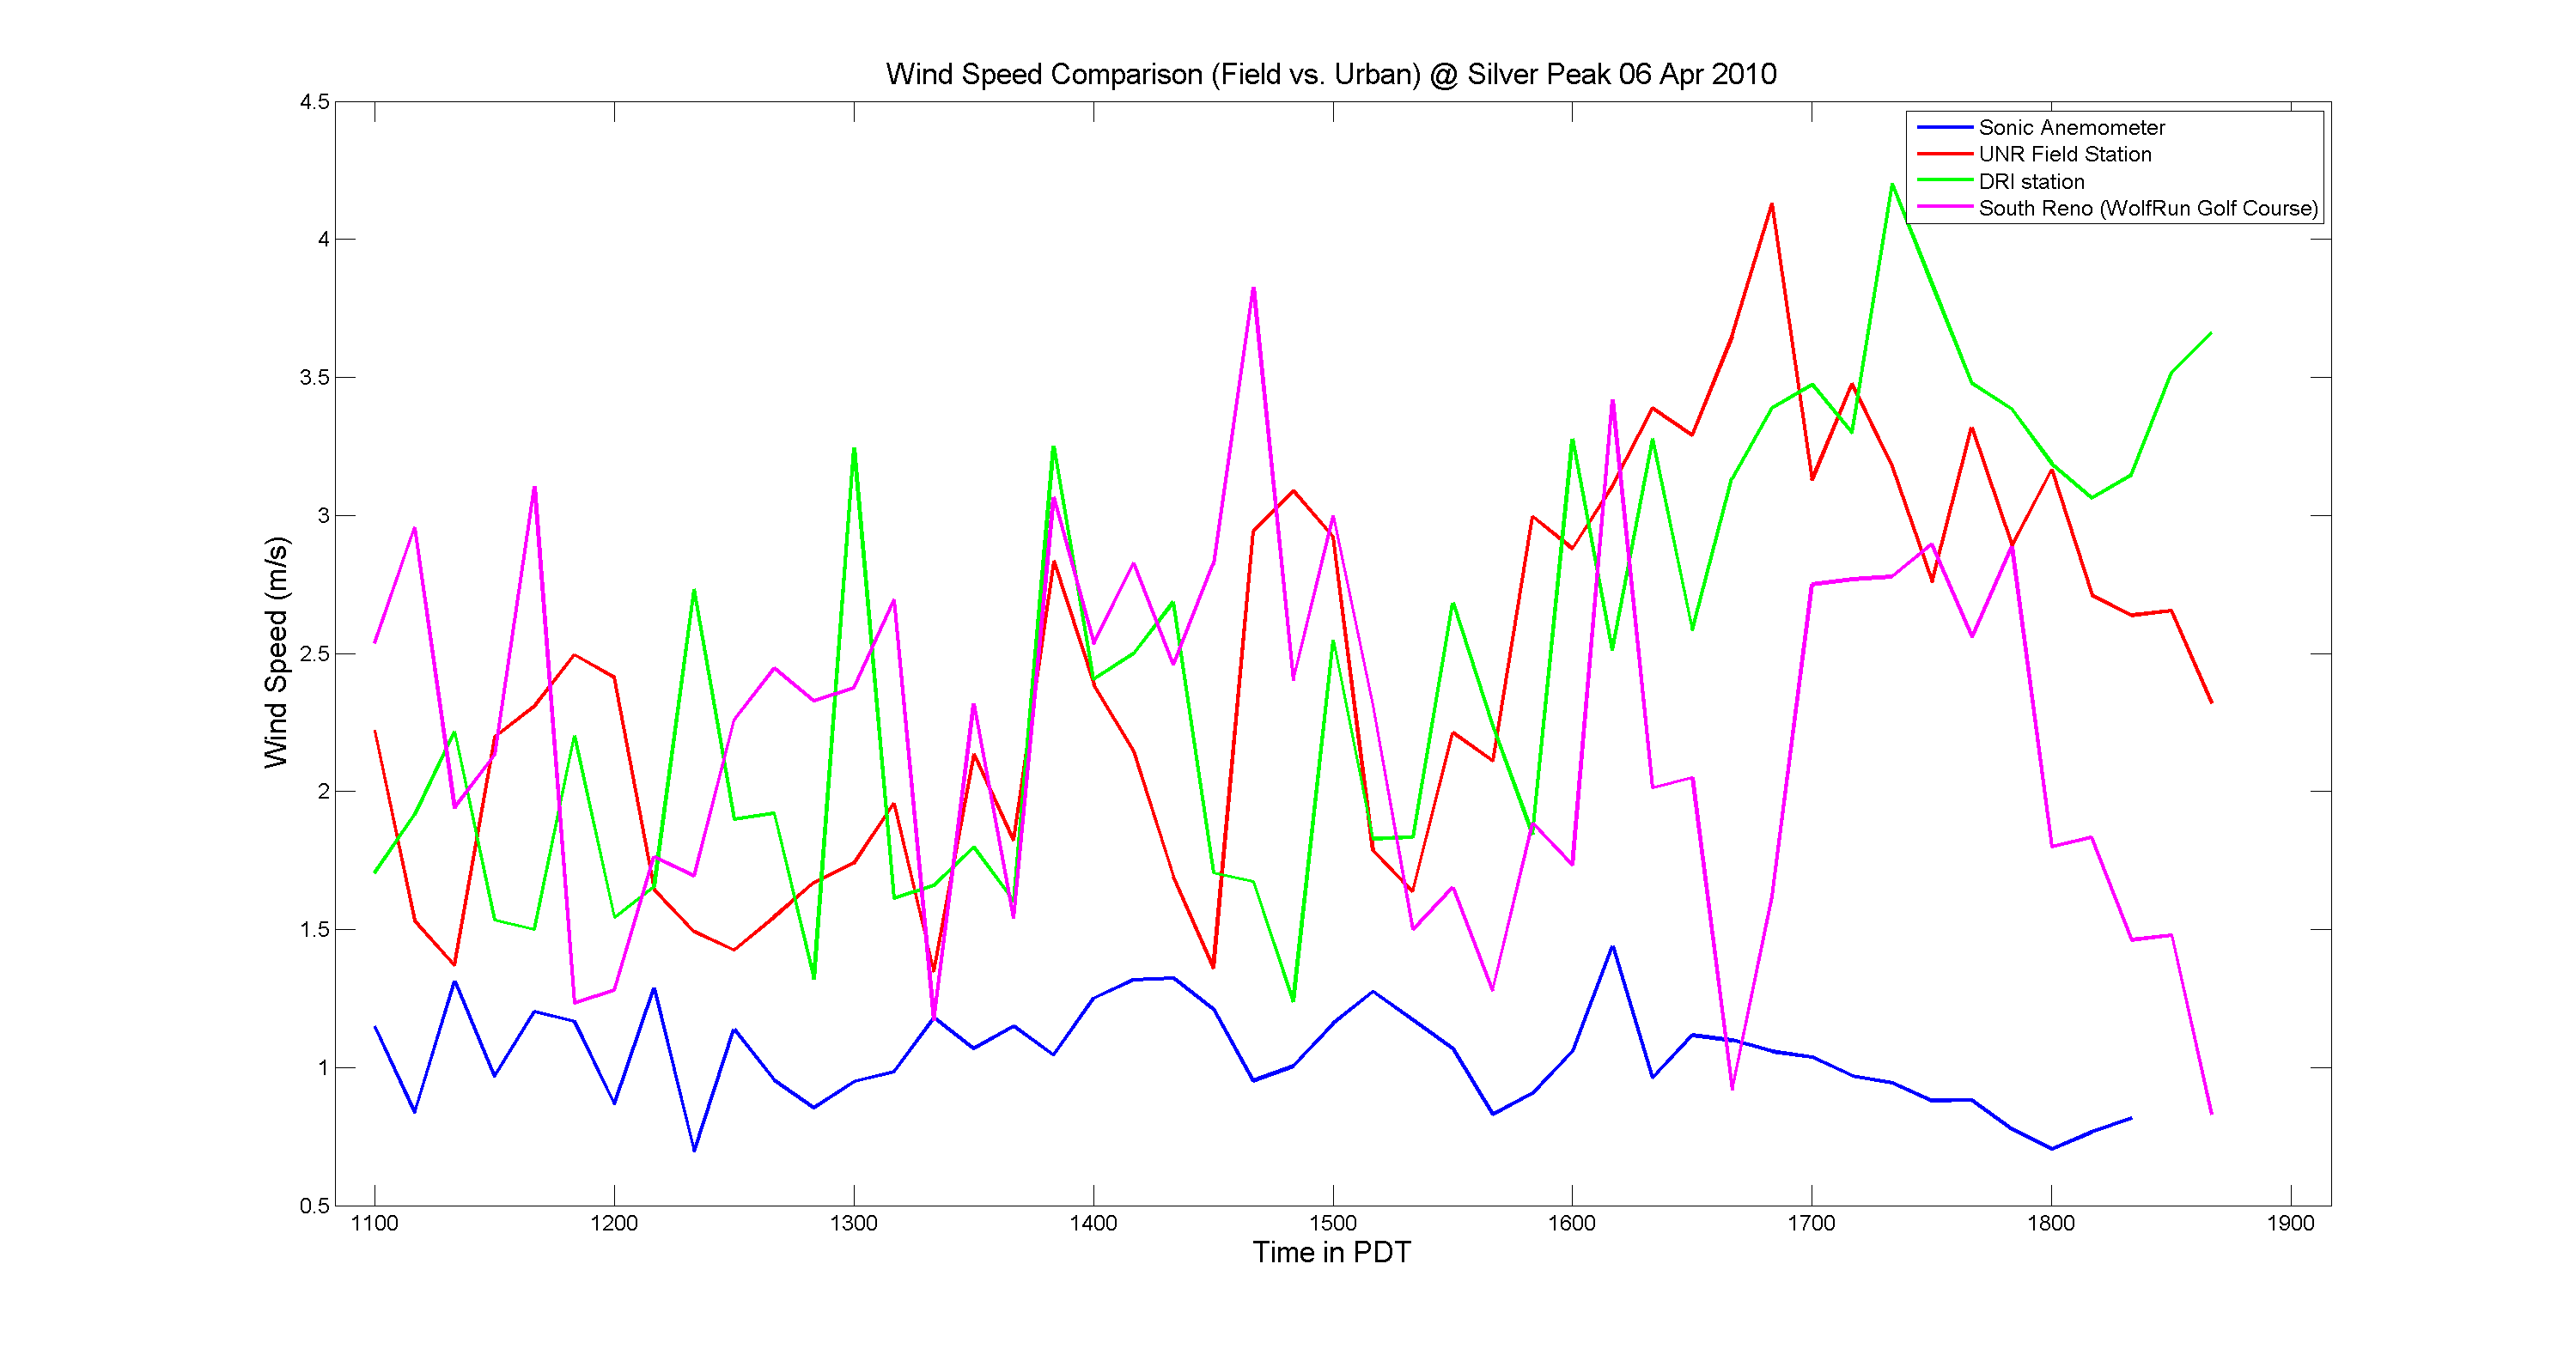 Wind Speed Comparison (Field vs. Urban) @ Silver Peak 06 Apr 2010
Sonic Anemometer
UNR Field Station
DRI station
South Reno (WolfRun Golf Course)
Wind Speed (m/s)
4.5
4
3.5
3
2.5
2
1.5
1
0.5
1100 1200 1300 1400 1500 1600 1700 1800 1900
Time in PDT